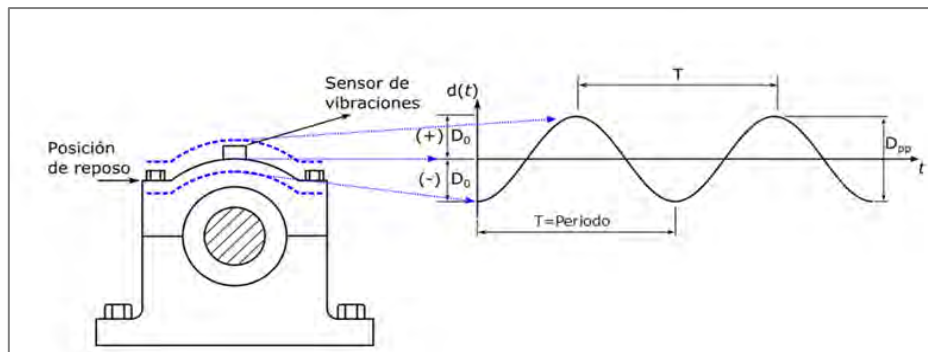 Sensor de
vibraciones
Posición
de reposo
d(t)
T
(+) D₀
(-) D₀
Dpp
t
T=Periodo